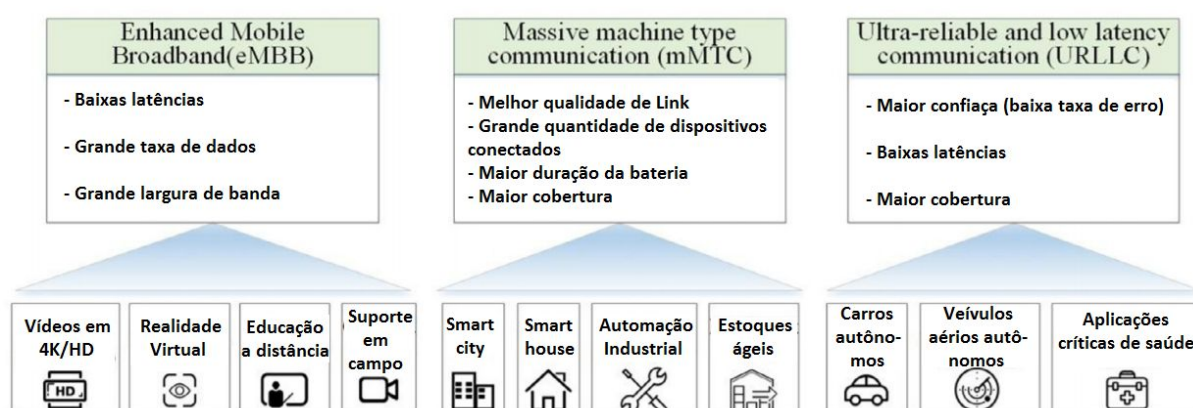 Enhanced Mobile
Broadband(eMBB)
- Baixas latências
- Grande taxa de dados
- Grande largura de banda
Massive machine type
communication (mMTC)
- Melhor qualidade de Link
- Grande quantidade de dispositivos
conectados
- Maior duração da bateria
- Maior cobertura
Ultra-reliable and low latency
communication (URLLC)
- Maior confiaça (baixa taxa de erro)
- Baixas latências
- Maior cobertura
Vídeos em
4K/HD
HD
Realidade
Virtual
Educação
a distância
Suporte
em
campo
Smart
city
Smart
house
Automação
Industrial
Estoques
ágeis
Carros
autôno-
mos
Veívulos
aérios autô-
nomos
Aplicações
críticas de saúde